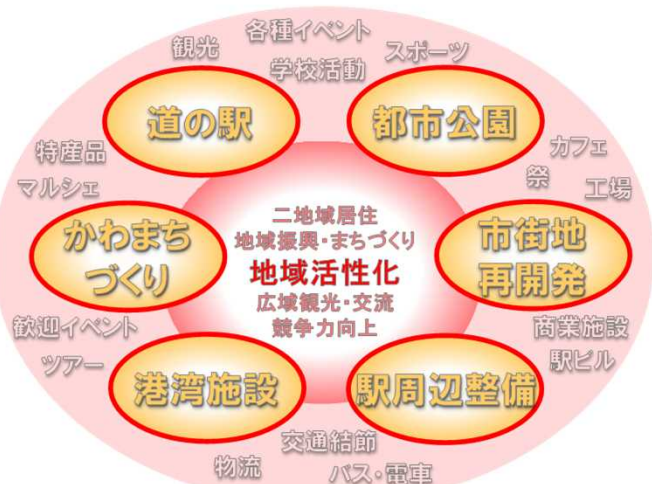 各種イベント
観光
スポーツ
学校活動
道の駅
都市公園
特産品
カフェ
マルシェ
祭
工場
二地域居住
地域振興・まちづくり
地域活性化
広域観光・交流
競争力向上
かわまち
づくり
市街地
再開発
歓迎イベント
商業施設
ツアー
駅ビル
港湾施設
駅周辺整備
交通結節
物流
バス・電車